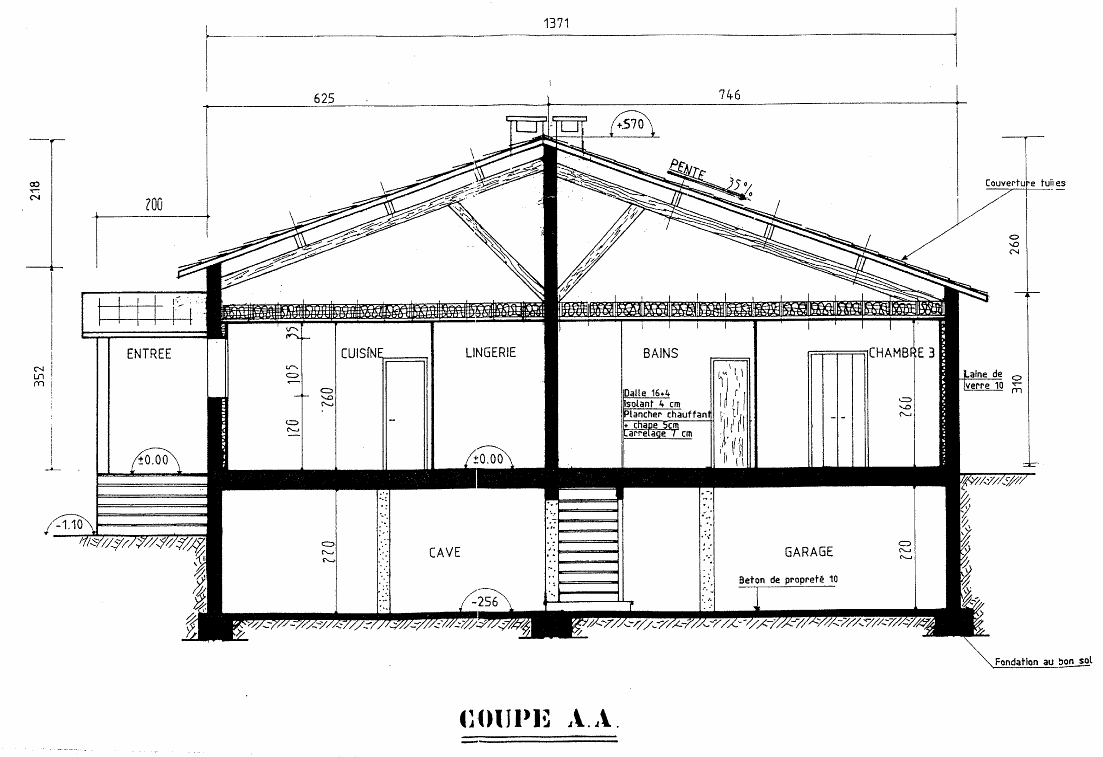 1371
625
746
+570
PENTE 35%
218
200
Couverture tuiles
260
ENTREE
35
CUISÍNE
LINGERIE
BAINS
CHAMBRE 3
352
105
260
120
Dalle 16+4
Isolant 4 cm
Plancher chauffant
+ chape 5cm
Carrelage 7 cm
260
Laine de
verre 10
310
±0.00
±0.00
-1.10
220
CAVE
GARAGE
220
Beton de propreté 10
-256
Fondation au bon sol
COUPE A.A.